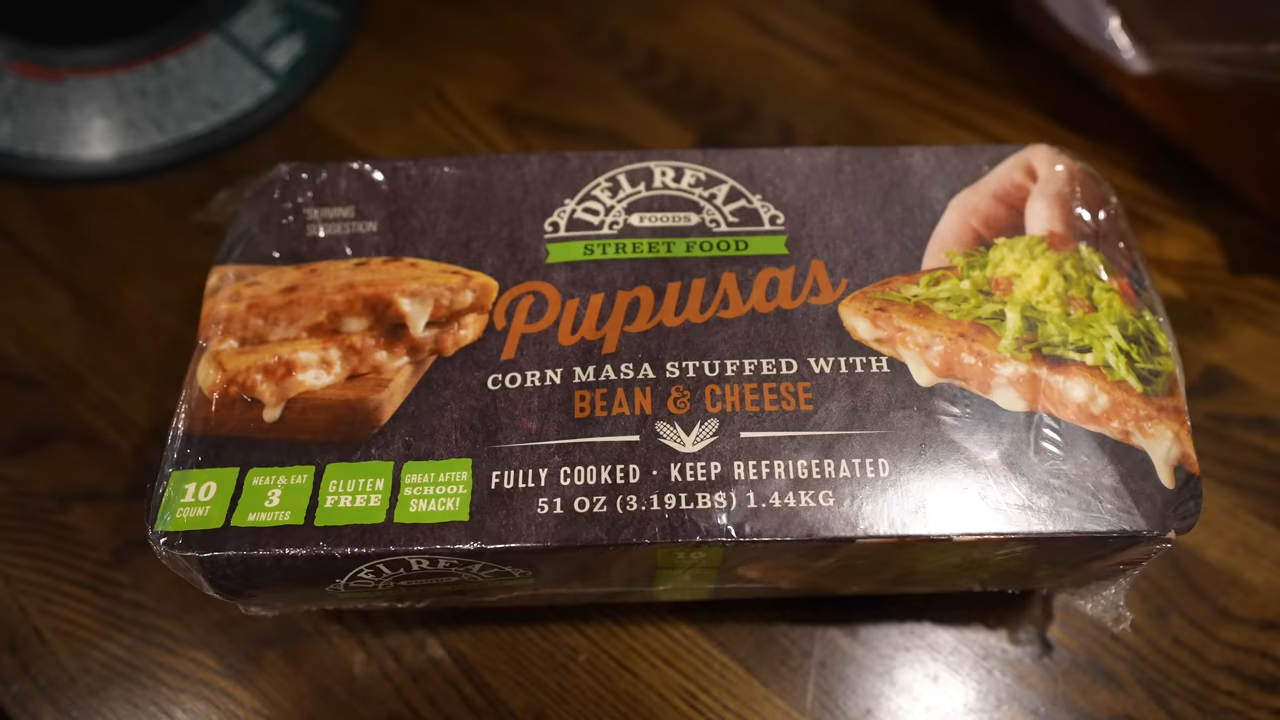 SERVING
SUGGESTION
DEL REAL
FOODS
STREET FOOD
Pupusas
CORN MASA STUFFED WITH
BEAN & CHEESE
FULLY COOKED · KEEP REFRIGERATED
51 OZ (3.19LBS) 1.44KG
10
COUNT
HEAT & EAT
3
MINUTES
GLUTEN
FREE
GREAT AFTER
SCHOOL
SNACK!
DEL REAL
FOODS
10